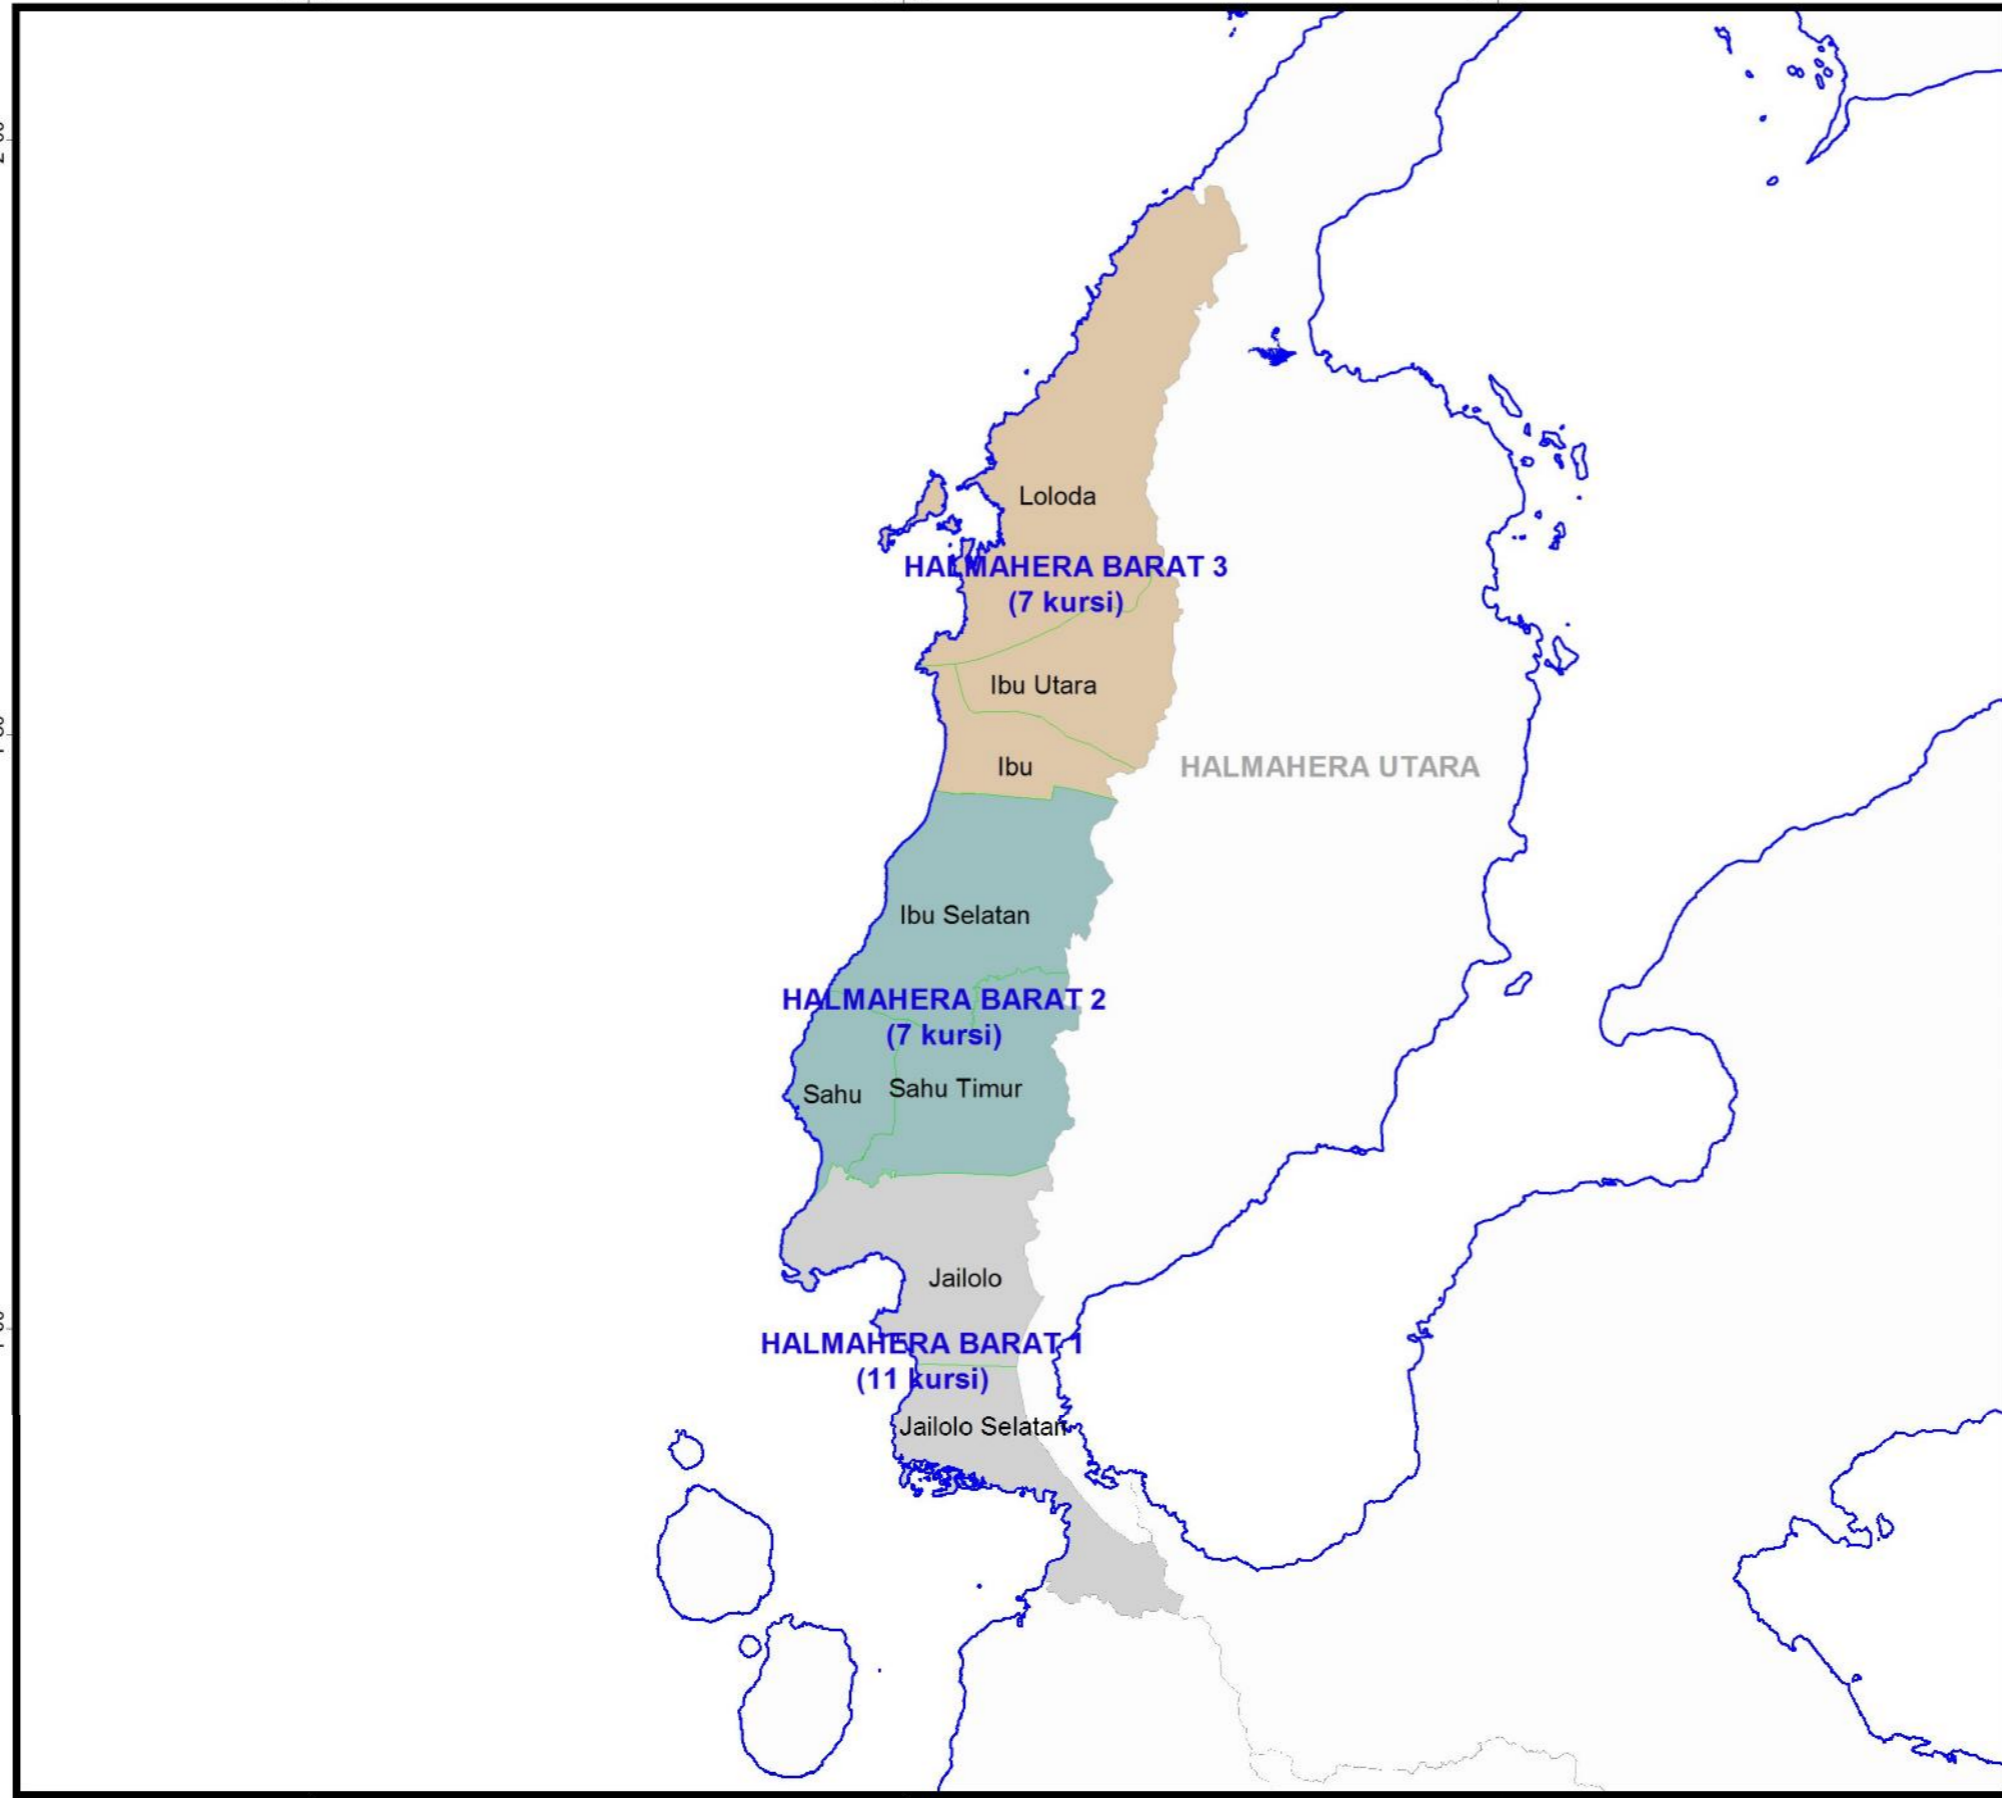 Loloda
HALMAHERA BARAT 3
(7 kursi)
Ibu Utara
Ibu
HALMAHERA UTARA
Ibu Selatan
HALMAHERA BARAT 2
(7 kursi)
Sahu
Sahu Timur
Jailolo
HALMAHERA BARAT 1
(11 kursi)
Jailolo Selatan